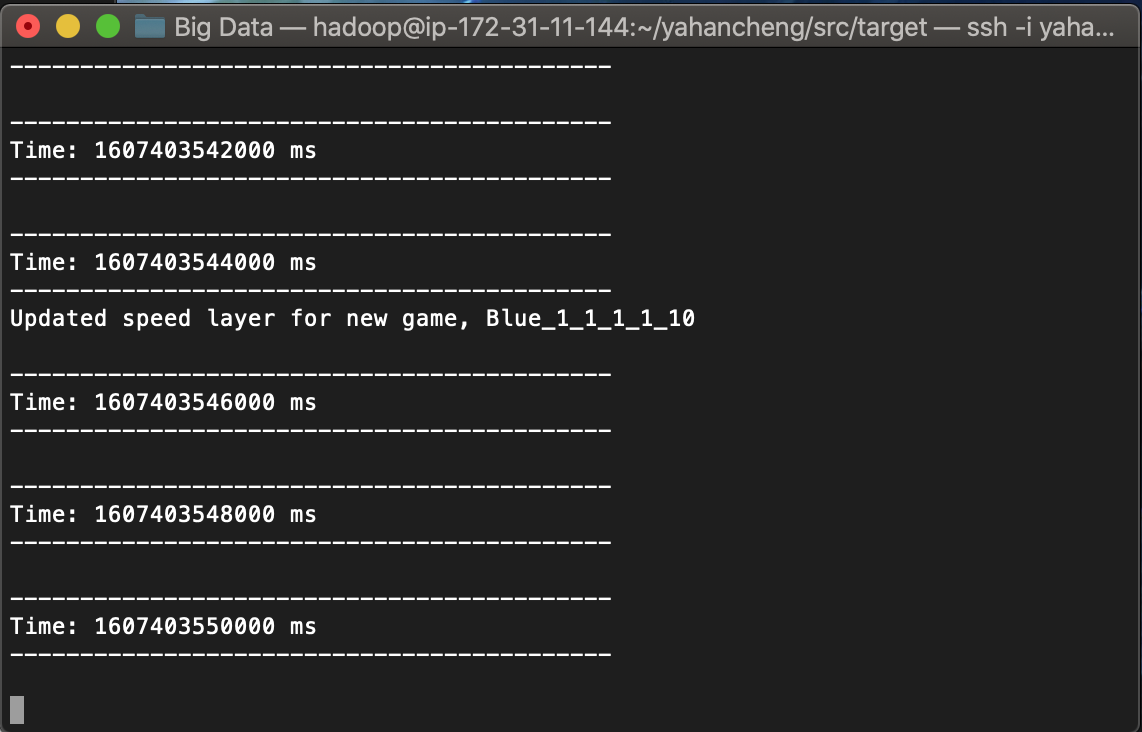 Big Data — hadoop@ip-172-31-11-144:~/yahancheng/src/target — ssh -i yaha...
-------------------------------------------
-------------------------------------------
Time: 1607403542000 ms
-------------------------------------------
-------------------------------------------
Time: 1607403544000 ms
-------------------------------------------
Updated speed layer for new game, Blue_1_1_1_1_10
-------------------------------------------
Time: 1607403546000 ms
-------------------------------------------
-------------------------------------------
Time: 1607403548000 ms
-------------------------------------------
-------------------------------------------
Time: 1607403550000 ms
-------------------------------------------